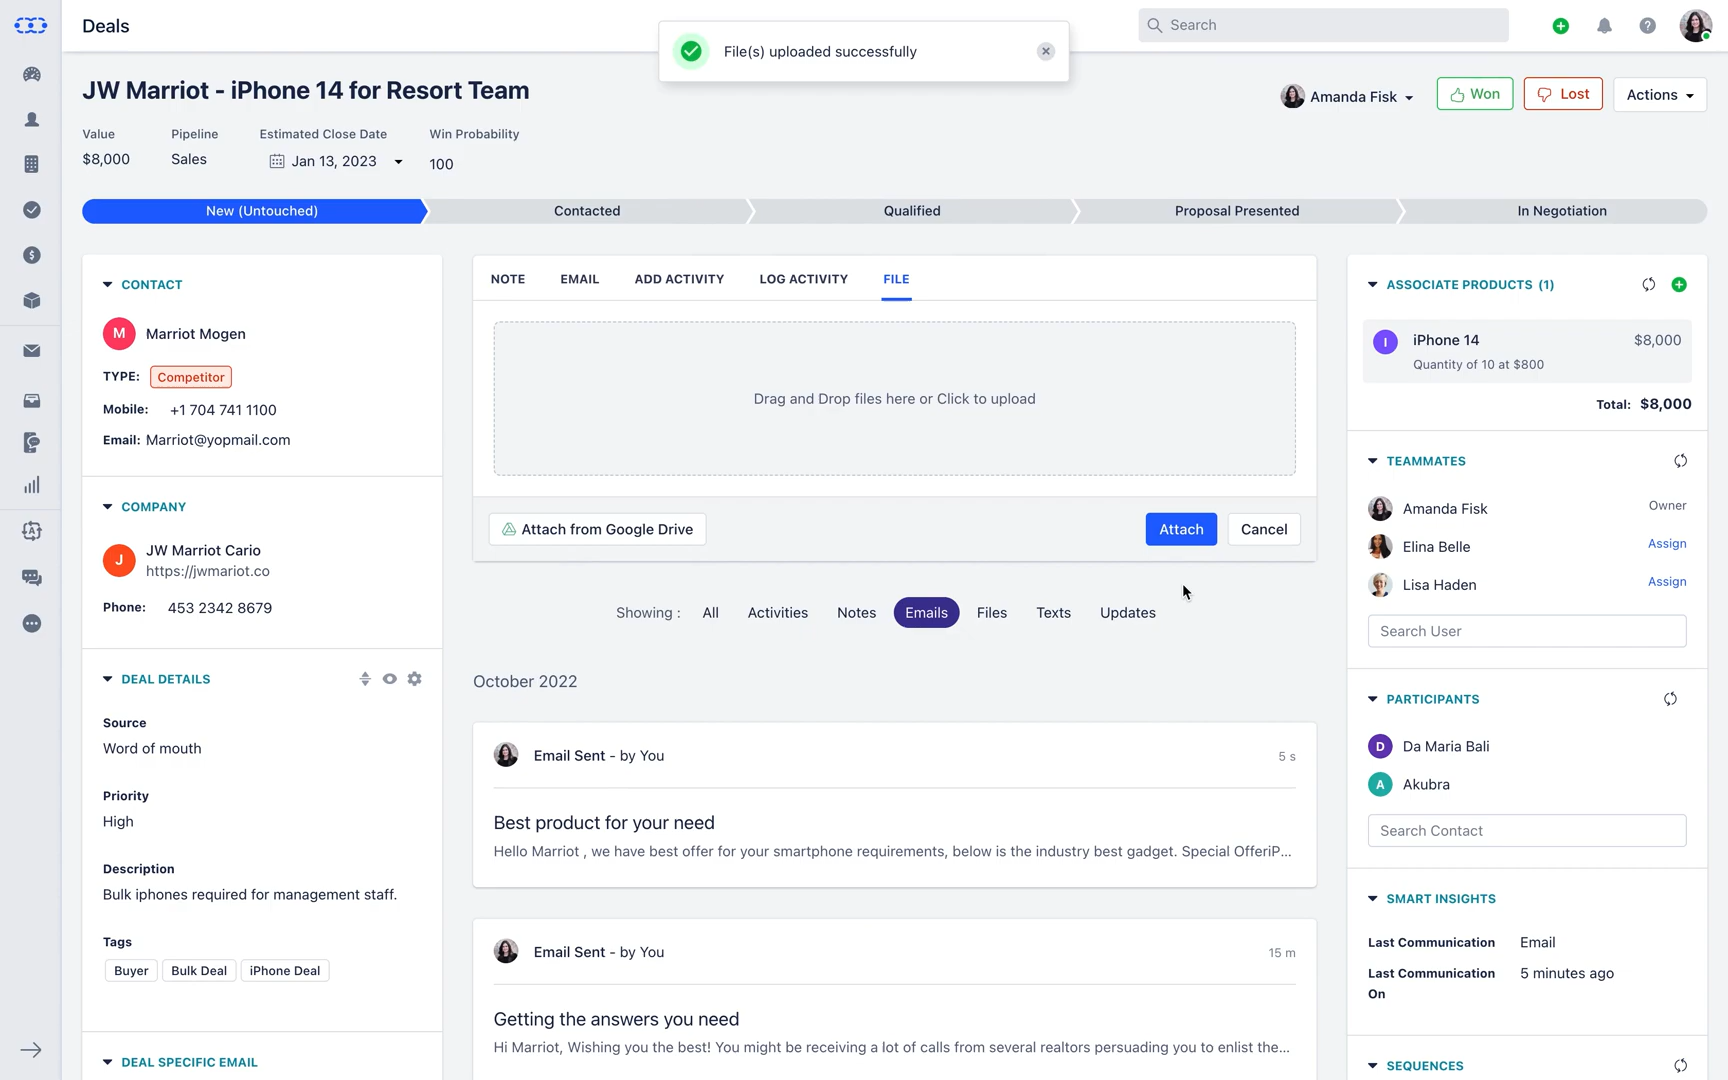 Deals
Search
File(s) uploaded successfully
JW Marriot - iPhone 14 for Resort Team
Amanda Fisk
Won
Lost
Actions
Value
Pipeline
Estimated Close Date
Win Probability
$8,000
Sales
Jan 13, 2023
100
New (Untouched)
Contacted
Qualified
Proposal Presented
In Negotiation
CONTACT
M
Marriot Mogen
TYPE: Competitor
Mobile: +1 704 741 1100
Email: Marriot@yopmail.com
COMPANY
J
JW Marriot Cario
https://jwmariot.co
Phone: 453 2342 8679
DEAL DETAILS
Source
Word of mouth
Priority
High
Description
Bulk iphones required for management staff.
Tags
Buyer
Bulk Deal
iPhone Deal
DEAL SPECIFIC EMAIL
NOTE
EMAIL
ADD ACTIVITY
LOG ACTIVITY
FILE
Drag and Drop files here or Click to upload
Attach from Google Drive
Attach
Cancel
Showing :
All
Activities
Notes
Emails
Files
Texts
Updates
October 2022
Email Sent - by You
5 s
Best product for your need
Hello Marriot , we have best offer for your smartphone requirements, below is the industry best gadget. Special OfferiP...
Email Sent - by You
15 m
Getting the answers you need
Hi Marriot, Wishing you the best! You might be receiving a lot of calls from several realtors persuading you to enlist the...
ASSOCIATE PRODUCTS (1)
I
iPhone 14
$8,000
Quantity of 10 at $800
Total: $8,000
TEAMMATES
Amanda Fisk
Owner
Elina Belle
Assign
Lisa Haden
Assign
Search User
PARTICIPANTS
D
Da Maria Bali
A
Akubra
Search Contact
SMART INSIGHTS
Last Communication
Email
Last Communication On
5 minutes ago
SEQUENCES